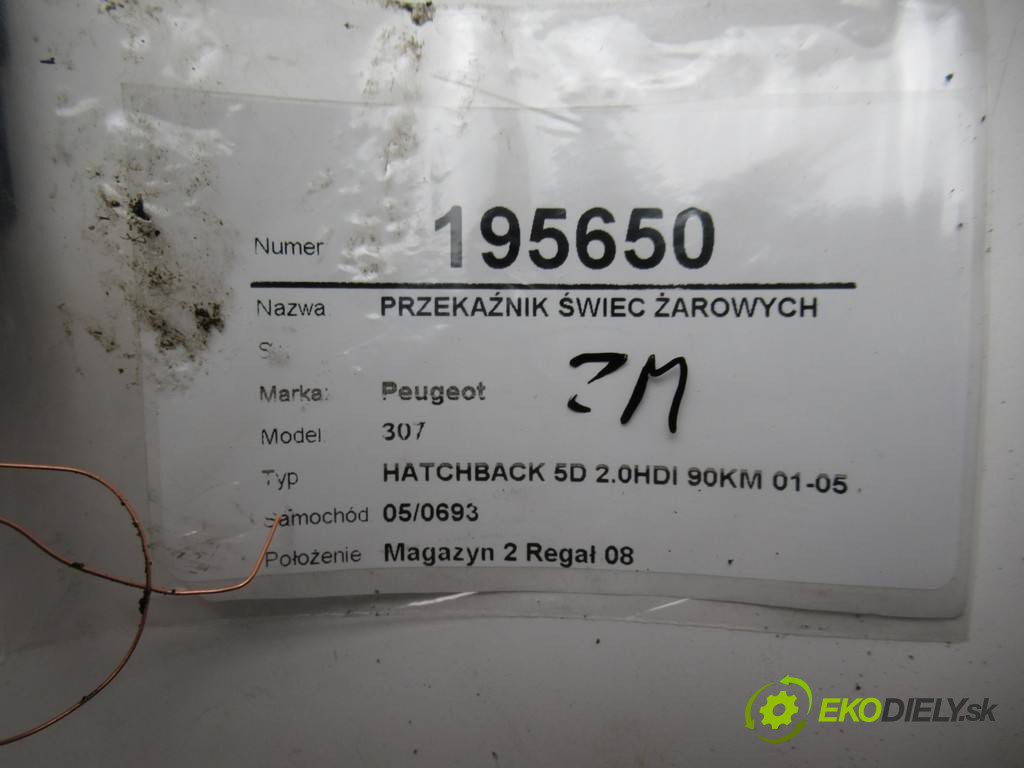 Numer 195650
Nazwa PRZEKAŹNIK ŚWIEC ŻAROWYCH
ZM
Marka: Peugeot
Model 307
Typ HATCHBACK 5D 2.0HDI 90KM 01-05
Samochód 05/0693
Położenie Magazyn 2 Regał 08
EKODIELY.sk